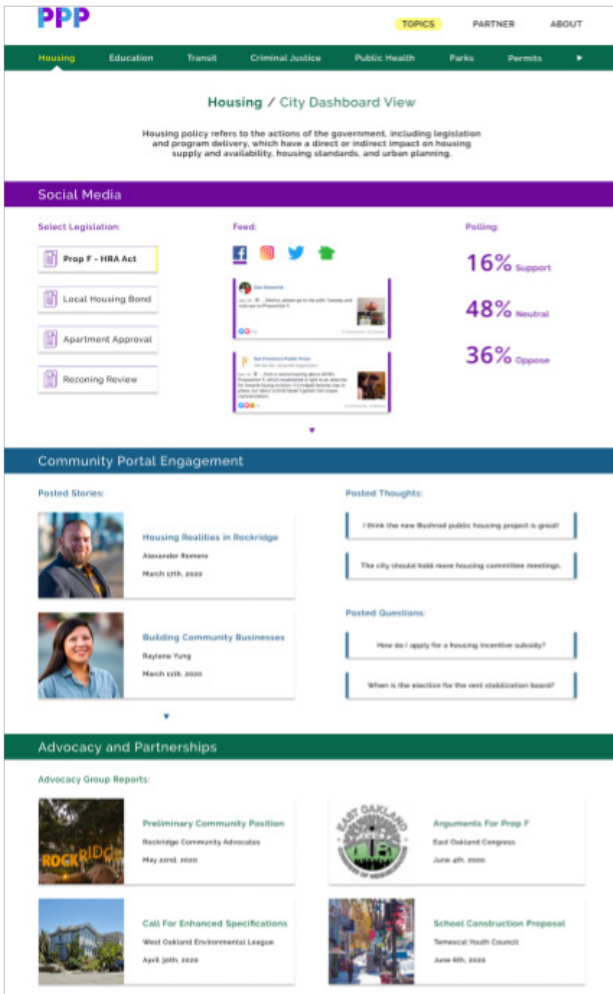 PPP
TOPICS PARTNER ABOUT
Housing Education Transit Criminal Justice Public Health Parks Permits
Housing / City Dashboard View
Housing policy refers to the actions of the government, including legislation
and program delivery, which have a direct or indirect impact on housing
supply and availability, housing standards, and urban planning.
Social Media
Select Legislation:
Prop F - HRA Act
Local Housing Bond
Apartment Approval
Rezoning Review
Feed:
San Francisco Public Press
Polling:
16% Support
48% Neutral
36% Oppose
Community Portal Engagement
Posted Stories:
Housing Realities in Rockridge
Alexander Romero
March 17th, 2020
Building Community Businesses
Raylene Yung
March 11th, 2020
Posted Thoughts:
I think the new Bushrod public housing project is great!
The city should hold more housing committee meetings.
Posted Questions:
How do I apply for a housing incentive subsidy?
When is the election for the rent stabilization board?
Advocacy and Partnerships
Advocacy Group Reports:
ROCKRIDGE
Preliminary Community Position
Rockridge Community Advocates
May 22nd, 2020
EAST OAKLAND
Arguments For Prop F
East Oakland Congress
June 4th, 2020
Call For Enhanced Specifications
West Oakland Environmental League
April 30th, 2020
School Construction Proposal
Temescal Youth Council
June 8th, 2020